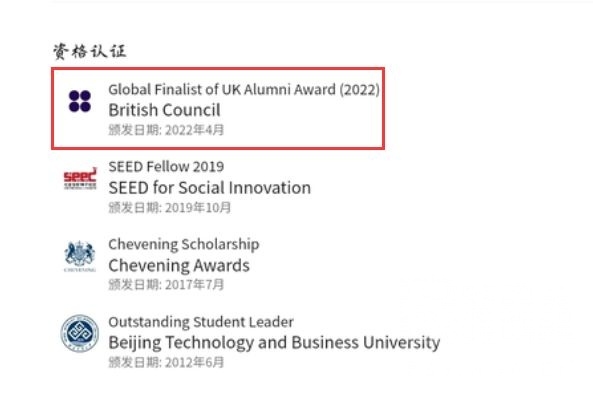 资格认证
Global Finalist of UK Alumni Award (2022)
British Council
颁发日期: 2022年4月
seed
SEED Fellow 2019
SEED for Social Innovation
颁发日期: 2019年10月
Chevening Scholarship
CHEVENING
Chevening Awards
颁发日期: 2017年7月
Outstanding Student Leader
Beijing Technology and Business University
颁发日期: 2012年6月